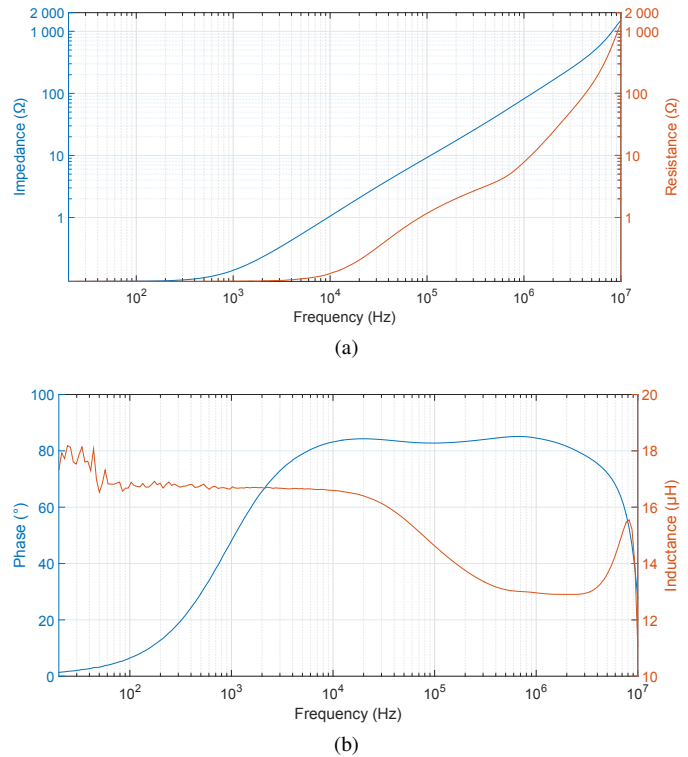 2 000
1 000
100
10
1
Impedance (Ω)
2 000
1 000
100
10
1
Resistance (Ω)
10² 10³ 10⁴ 10⁵ 10⁶ 10⁷
Frequency (Hz)
(a)
100
80
60
40
20
0
Phase (°)
20
18
16
14
12
10
Inductance (µH)
10² 10³ 10⁴ 10⁵ 10⁶ 10⁷
Frequency (Hz)
(b)